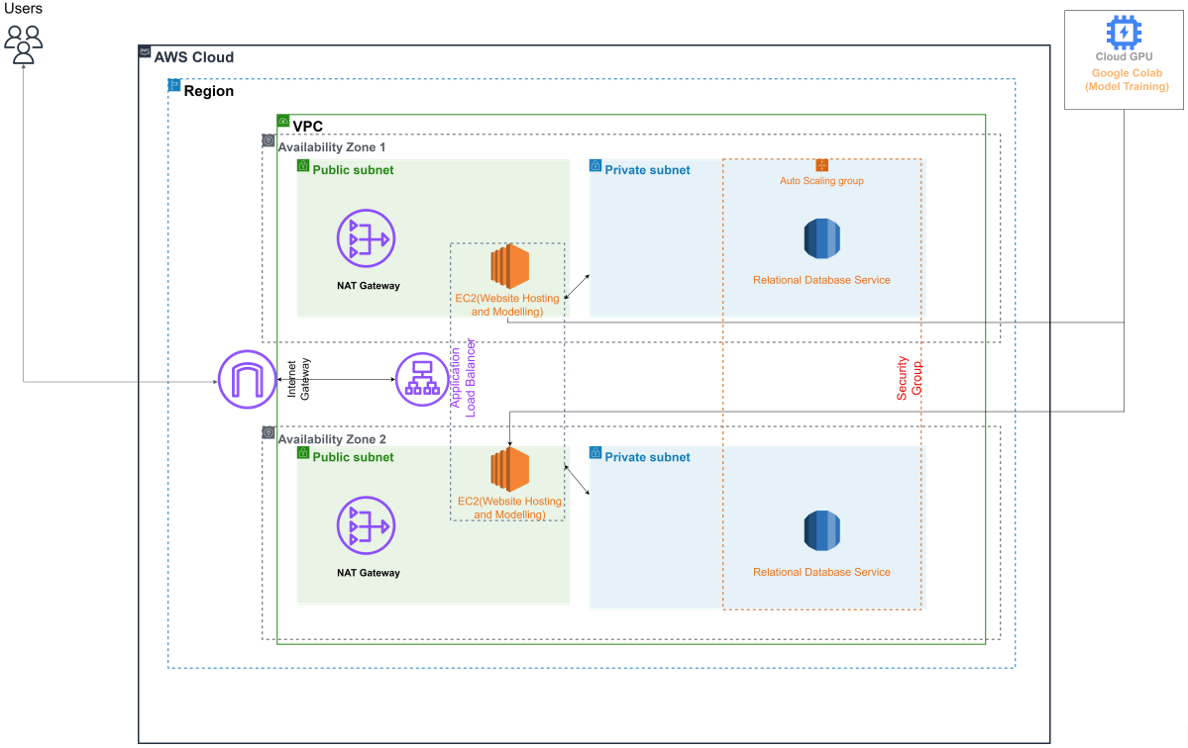 Users
AWS Cloud
Region
VPC
Availability Zone 1
Public subnet
NAT Gateway
EC2(Website Hosting
and Modelling)
Private subnet
Auto Scaling group
Relational Database Service
Internet
Gateway
Application
Load Balancer
Security
Group
Availability Zone 2
Public subnet
NAT Gateway
EC2(Website Hosting
and Modelling)
Private subnet
Relational Database Service
Cloud GPU
Google Colab
(Model Training)